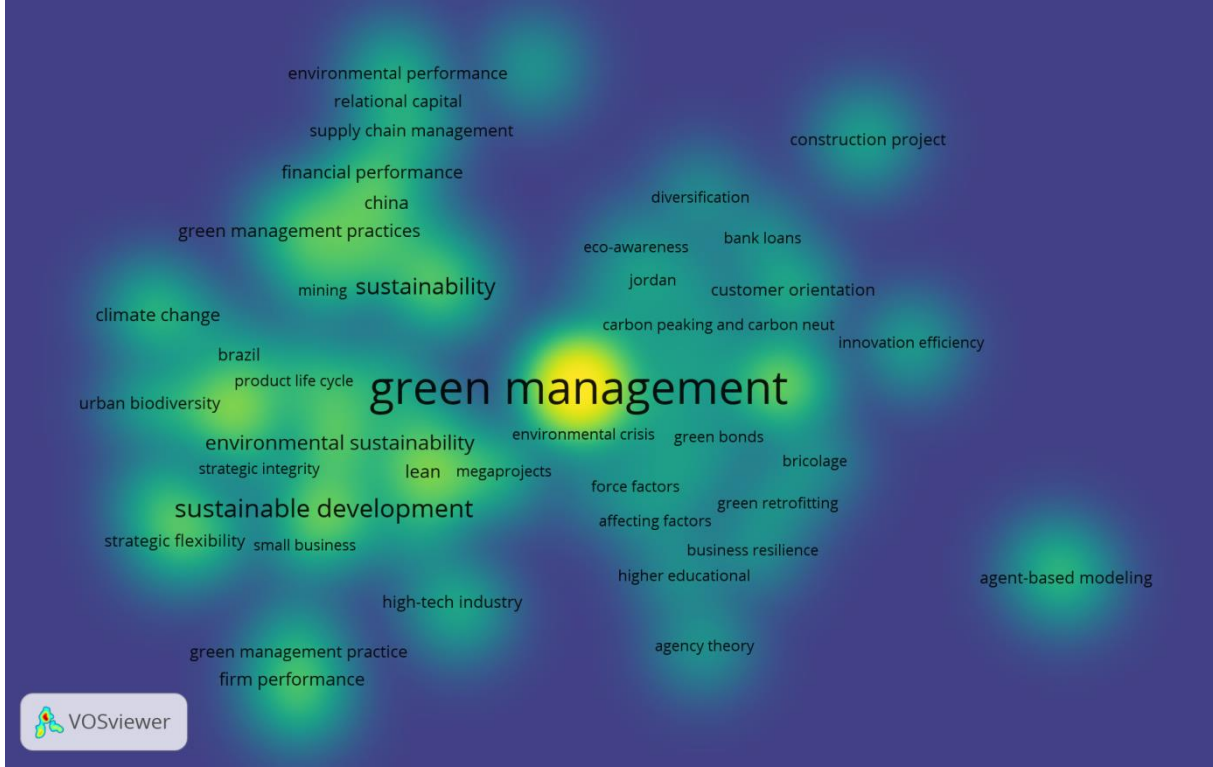 environmental performance
relational capital
supply chain management
construction project
financial performance
diversification
china
green management practices
bank loans
eco-awareness
jordan
mining
sustainability
customer orientation
climate change
carbon peaking and carbon neut
innovation efficiency
brazil
product life cycle
green management
urban biodiversity
environmental crisis
green bonds
environmental sustainability
bricolage
strategic integrity
lean
megaprojects
force factors
green retrofitting
sustainable development
affecting factors
strategic flexibility
small business
business resilience
higher educational
agent-based modeling
high-tech industry
agency theory
green management practice
firm performance
VOSviewer